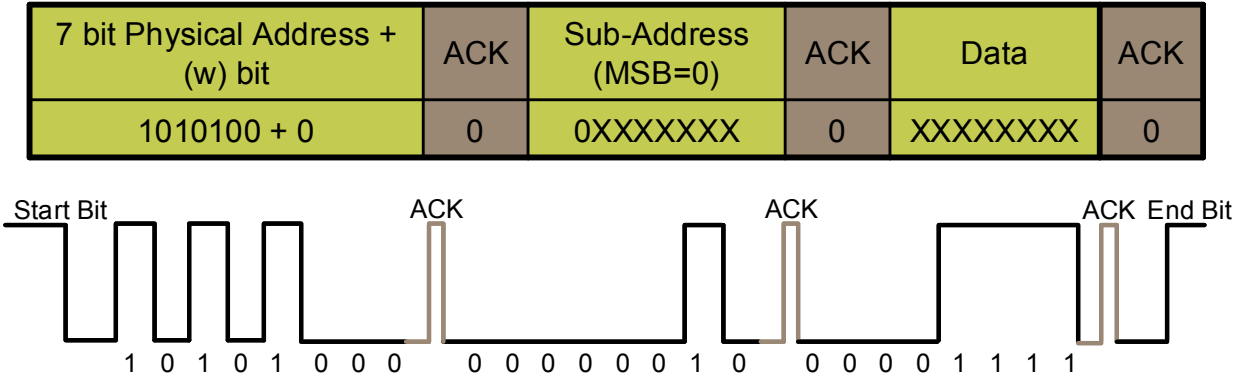 7 bit Physical Address + (w) bit ACK Sub-Address (MSB=0) ACK Data ACK
1010100 + 0 0 0XXXXXXX 0 XXXXXXXX 0
Start Bit ACK ACK ACK End Bit
1 0 1 0 1 0 0 0 0 0 0 0 0 0 1 0 0 0 0 0 1 1 1 1